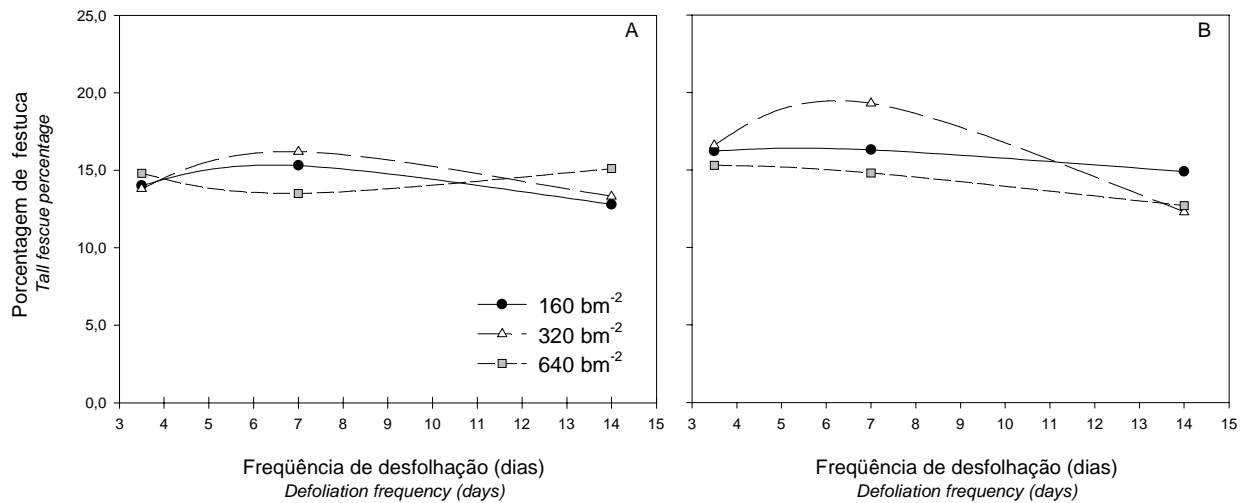 Porcentagem de festuca
Tall fescue percentage
25,0
20,0
15,0
10,0
5,0
0,0
A
160 bm-2
320 bm-2
640 bm-2
3 4 5 6 7 8 9 10 11 12 13 14 15
Freqüência de desfolhação (dias)
Defoliation frequency (days)
B
3 4 5 6 7 8 9 10 11 12 13 14 15
Freqüência de desfolhação (dias)
Defoliation frequency (days)